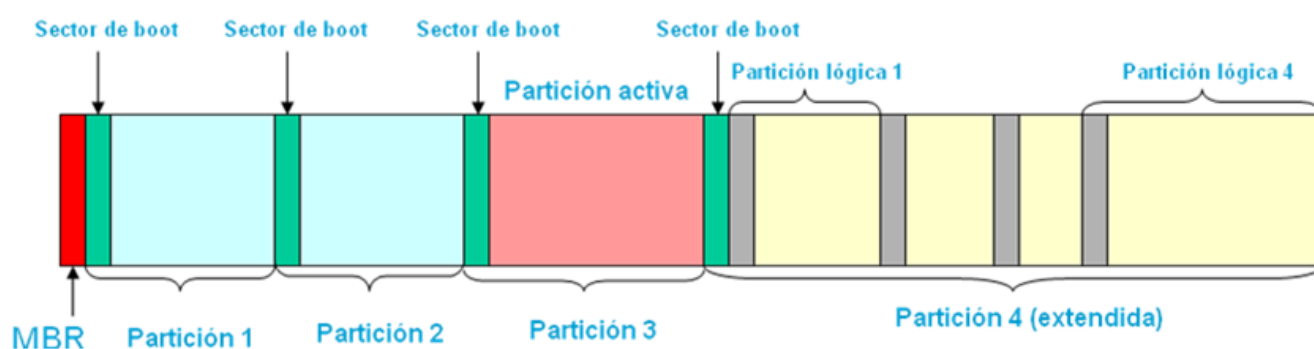 Sector de boot
Sector de boot
Sector de boot
Sector de boot
Partición activa
Partición lógica 1
Partición lógica 4
MBR
Partición 1
Partición 2
Partición 3
Partición 4 (extendida)